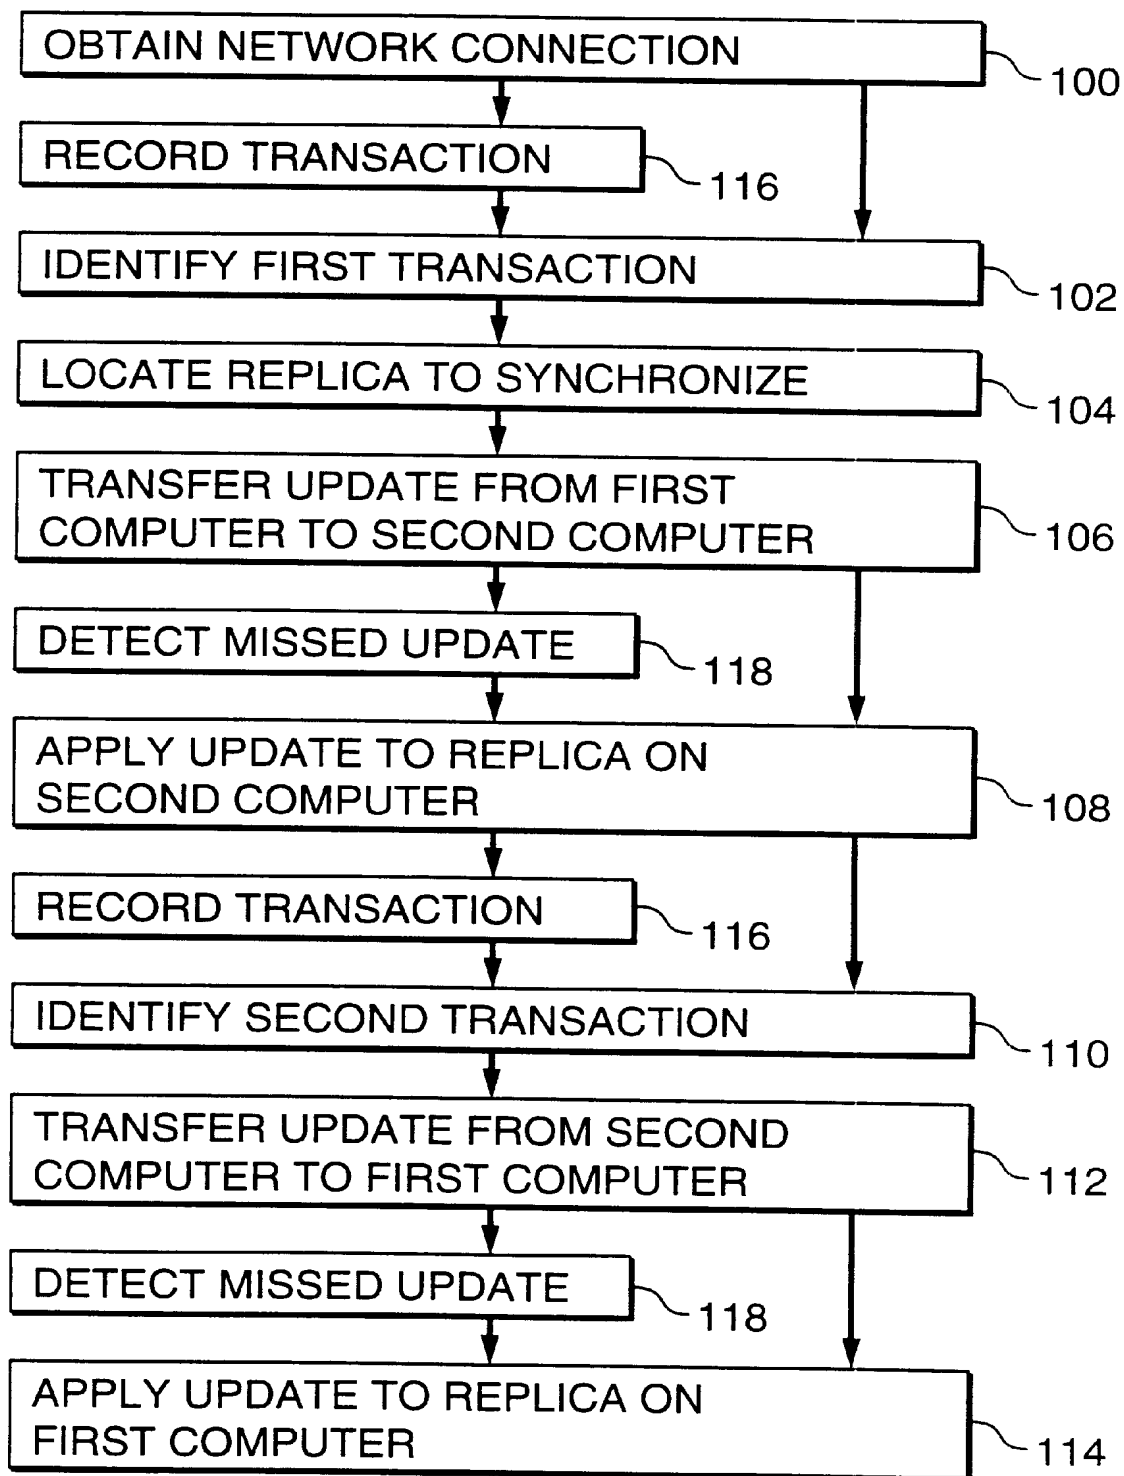 OBTAIN NETWORK CONNECTION
100
RECORD TRANSACTION
116
IDENTIFY FIRST TRANSACTION
102
LOCATE REPLICA TO SYNCHRONIZE
104
TRANSFER UPDATE FROM FIRST
COMPUTER TO SECOND COMPUTER
106
DETECT MISSED UPDATE
118
APPLY UPDATE TO REPLICA ON
SECOND COMPUTER
108
RECORD TRANSACTION
116
IDENTIFY SECOND TRANSACTION
110
TRANSFER UPDATE FROM SECOND
COMPUTER TO FIRST COMPUTER
112
DETECT MISSED UPDATE
118
APPLY UPDATE TO REPLICA ON
FIRST COMPUTER
114